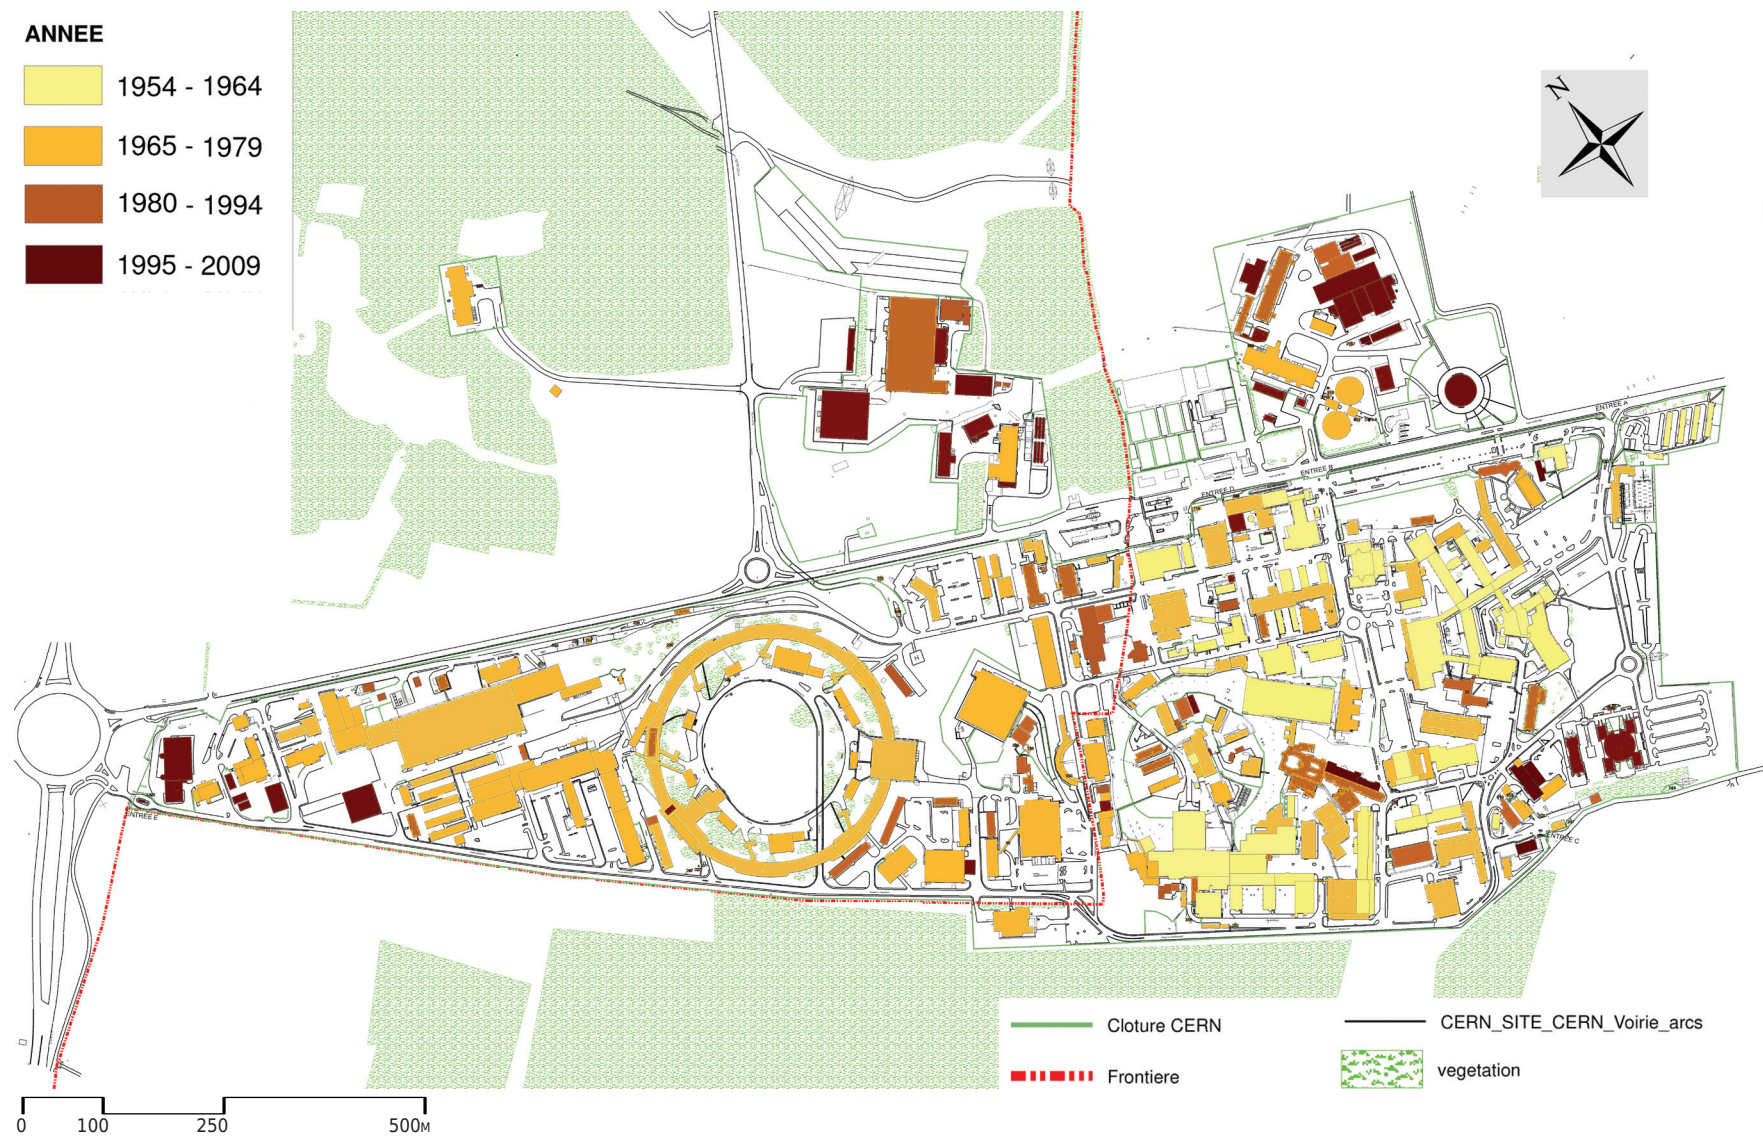 ANNEE
1954 - 1964
1965 - 1979
1980 - 1994
1995 - 2009
N
ENTREE A
ENTREE B
ENTREE D
ENTREE E
ENTREE C
H
Cloture CERN
CERN_SITE_CERN_Voirie_arcs
Frontiere
vegetation
0 100 250 500M